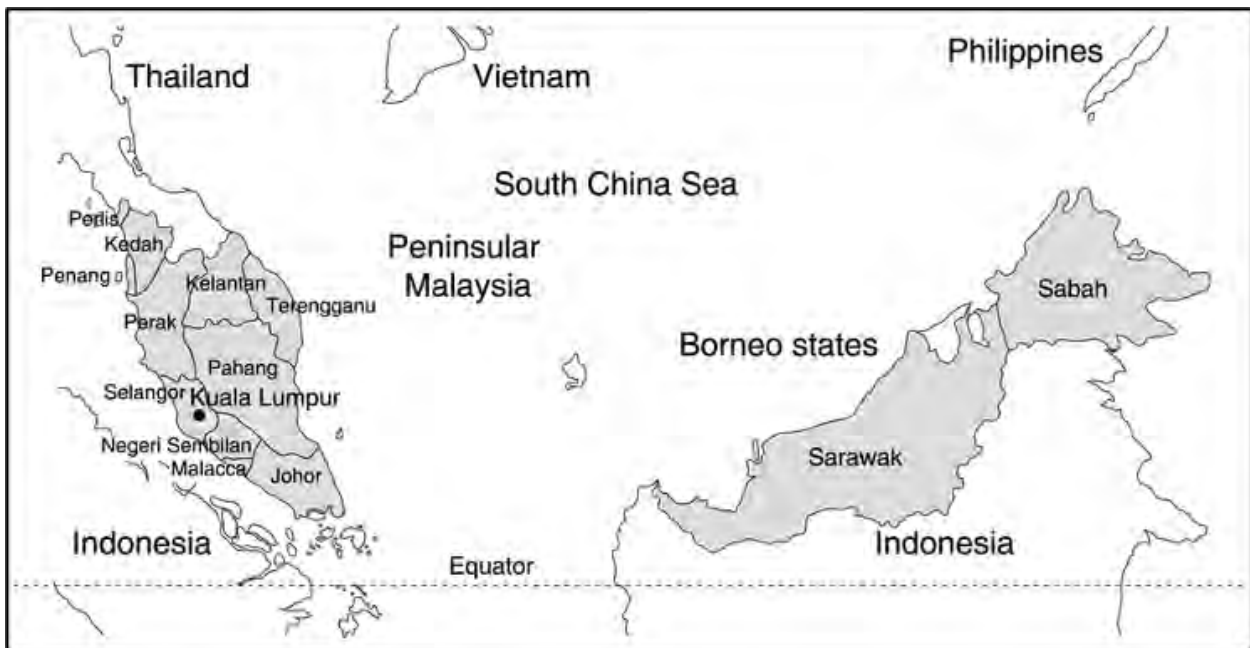 Thailand
Vietnam
Philippines
South China Sea
Perlis
Kedah
Penang
Kelantan
Terengganu
Perak
Peninsular
Malaysia
Sabah
Borneo states
Pahang
Selangor
Kuala Lumpur
Negeri Sembilan
Malacca
Johor
Sarawak
Indonesia
Indonesia
Equator